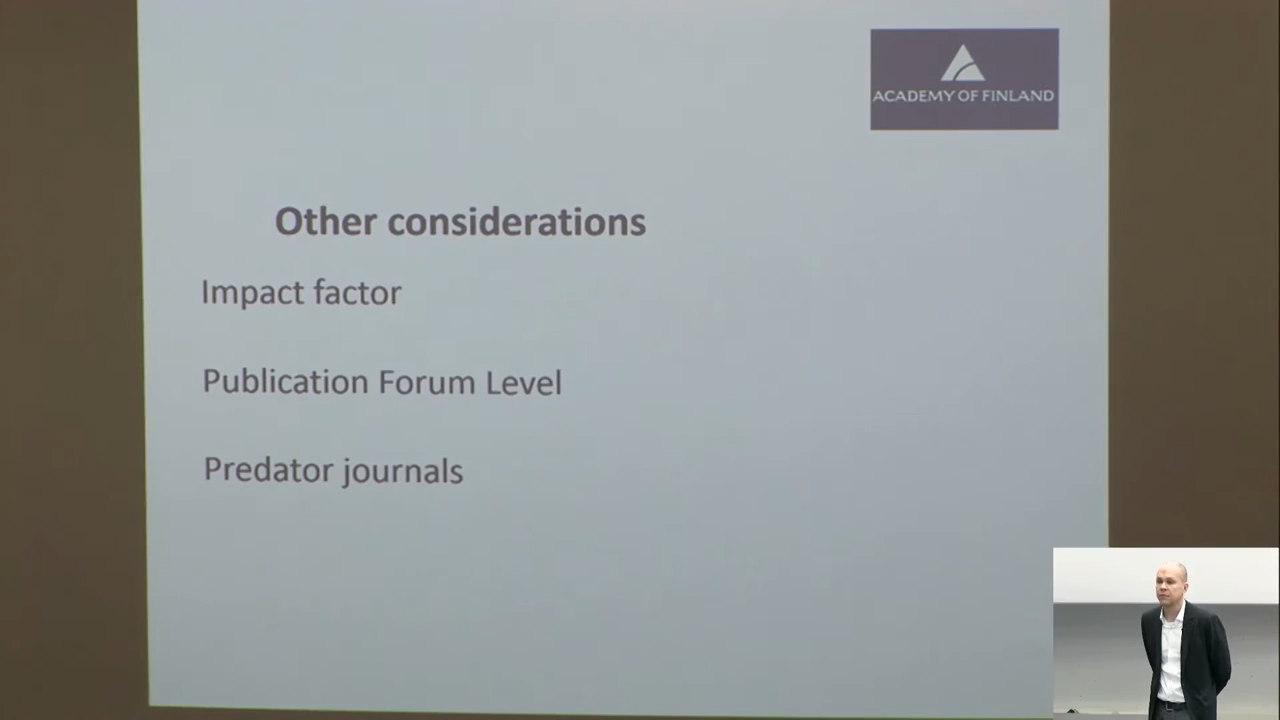 ACADEMY OF FINLAND
Other considerations
Impact factor
Publication Forum Level
Predator journals